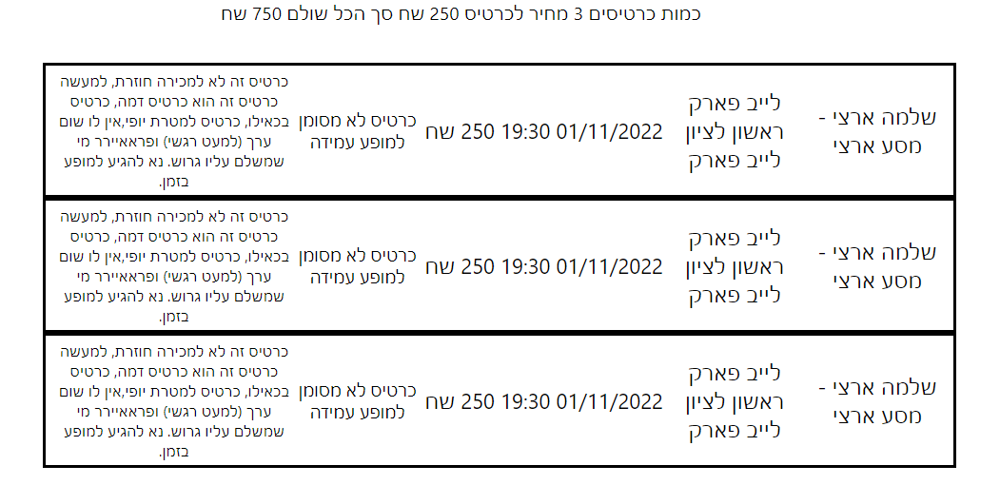 כמות כרטיסים 3 מחיר לכרטיס 250 שח סך הכל שולם 750 שח
שלמה ארצי -
מסע ארצי
לייב פארק
ראשון לציון
לייב פארק
250 19:30 01/11/2022 שח
כרטיס לא מסומן
למופע עמידה
כרטיס זה לא למכירה חוזרת, למעשה
כרטיס זה הוא כרטיס דמה, כרטיס
בכאילו, כרטיס למטרת יופי,אין לו שום
ערך (למעט רגשי) ופראאיירר מי
שמשלם עליו גרוש. נא להגיע למופע
בזמן.
שלמה ארצי -
מסע ארצי
לייב פארק
ראשון לציון
לייב פארק
250 19:30 01/11/2022 שח
כרטיס לא מסומן
למופע עמידה
כרטיס זה לא למכירה חוזרת, למעשה
כרטיס זה הוא כרטיס דמה, כרטיס
בכאילו, כרטיס למטרת יופי,אין לו שום
ערך (למעט רגשי) ופראאיירר מי
שמשלם עליו גרוש. נא להגיע למופע
בזמן.
שלמה ארצי -
מסע ארצי
לייב פארק
ראשון לציון
לייב פארק
250 19:30 01/11/2022 שח
כרטיס לא מסומן
למופע עמידה
כרטיס זה לא למכירה חוזרת, למעשה
כרטיס זה הוא כרטיס דמה, כרטיס
בכאילו, כרטיס למטרת יופי,אין לו שום
ערך (למעט רגשי) ופראאיירר מי
שמשלם עליו גרוש. נא להגיע למופע
בזמן.